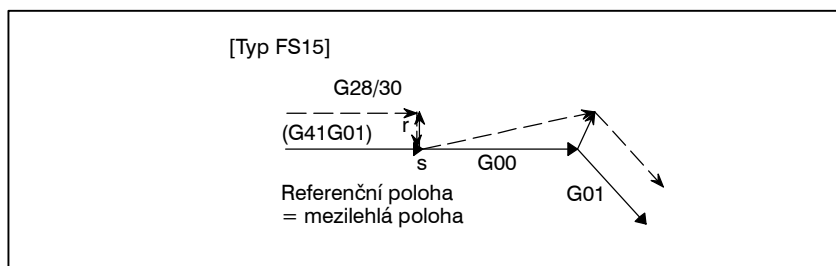 [Typ FS15]
G28/30
(G41G01)
r
s
G00
G01
Referenční poloha
= mezilehlá poloha